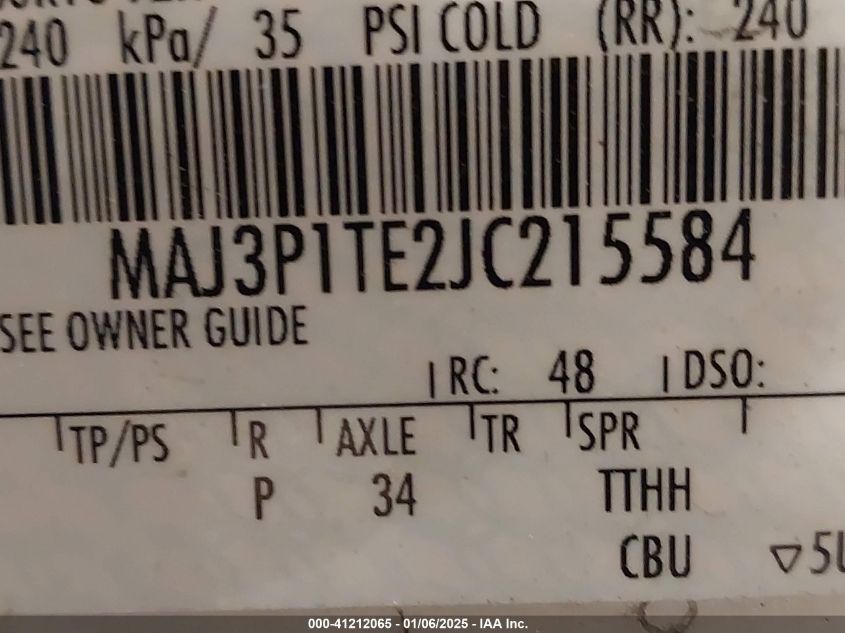 240 kPa/ 35 PSI COLD (RR): 240
MAJ3P1TE2JC215584
SEE OWNER GUIDE
RC: 48 DSO:
TP/PS R AXLE TR SPR
P 34 TTHH
CBU ▽5
000-41212065 - 01/06/2025 - IAA Inc.